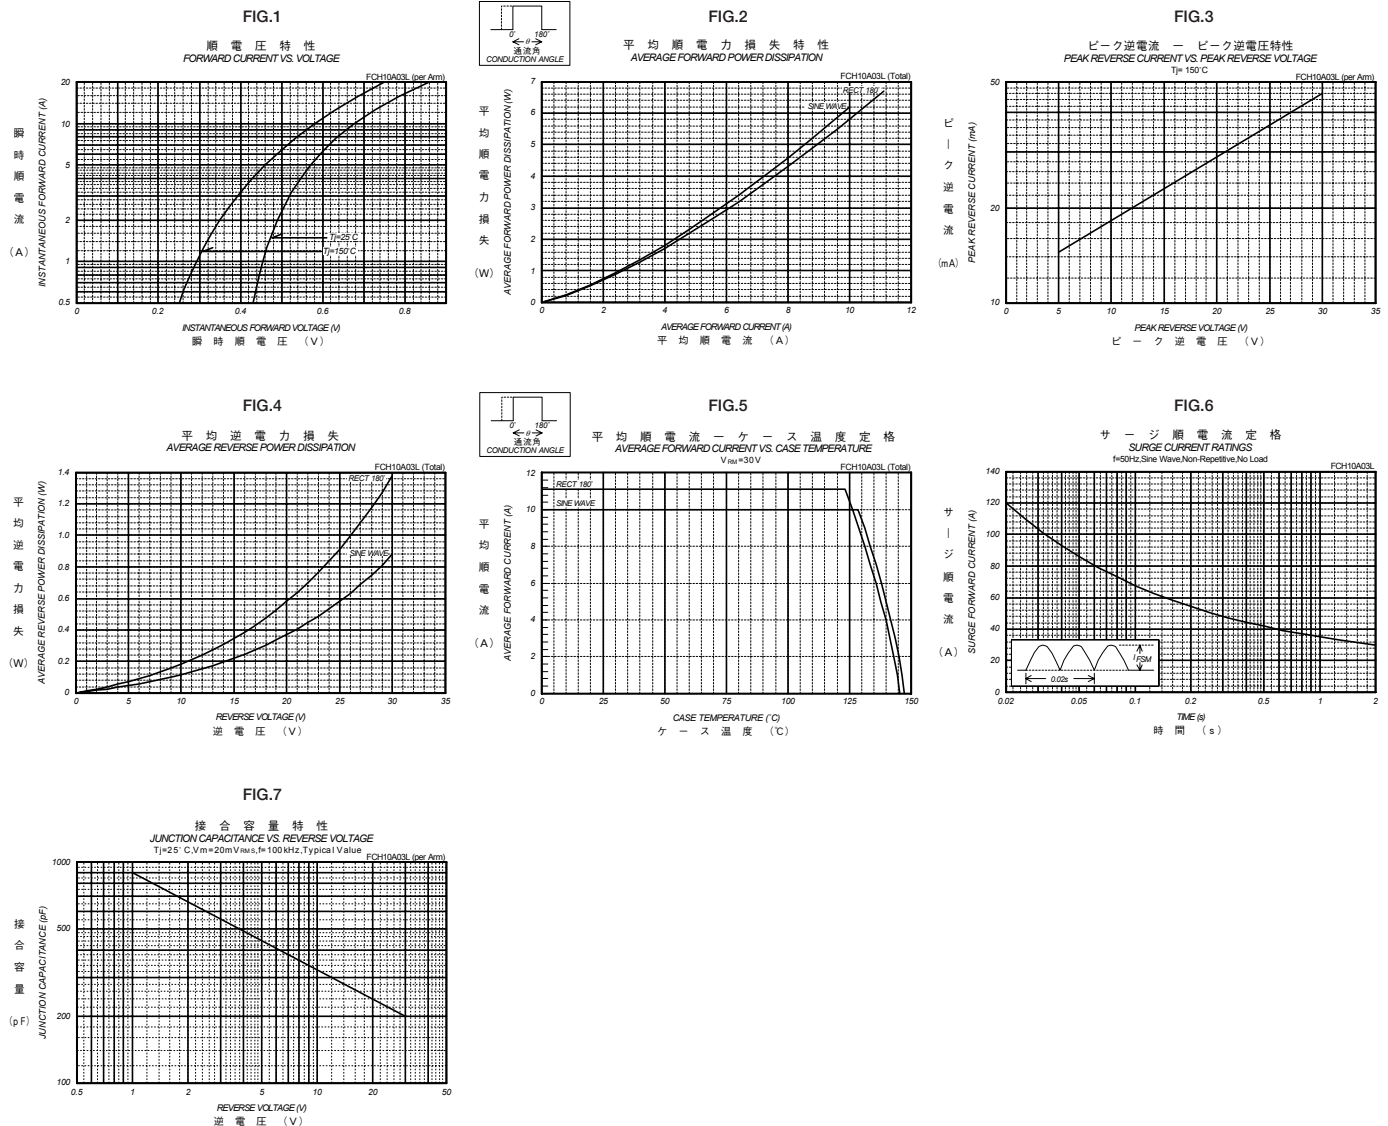 FIG.1
順電圧特性
FORWARD CURRENT VS. VOLTAGE
FCH10A03L (per Arm)
瞬時順電流 (A)
INSTANTANEOUS FORWARD CURRENT (A)
20
10
5
2
1
0.5
Tj=25°C
Tj=150°C
0 0.2 0.4 0.6 0.8
INSTANTANEOUS FORWARD VOLTAGE (V)
瞬時順電圧 (V)
0° 180°
θ
通流角
CONDUCTION ANGLE
FIG.2
平均順電力損失特性
AVERAGE FORWARD POWER DISSIPATION
FCH10A03L (Total)
平均順電力損失 (W)
AVERAGE FORWARD POWER DISSIPATION (W)
7
6
5
4
3
2
1
0
RECT 180°
SINE WAVE
0 2 4 6 8 10 12
AVERAGE FORWARD CURRENT (A)
平均順電流 (A)
FIG.3
ピーク逆電流 ー ピーク逆電圧特性
PEAK REVERSE CURRENT VS. PEAK REVERSE VOLTAGE
Tj= 150°C
FCH10A03L (per Arm)
ピーク逆電流 (mA)
PEAK REVERSE CURRENT (mA)
50
20
10
0 5 10 15 20 25 30 35
PEAK REVERSE VOLTAGE (V)
ピーク逆電圧 (V)
FIG.4
平均逆電力損失
AVERAGE REVERSE POWER DISSIPATION
FCH10A03L (Total)
平均逆電力損失 (W)
AVERAGE REVERSE POWER DISSIPATION (W)
1.4
1.2
1.0
0.8
0.6
0.4
0.2
0
RECT 180°
SINE WAVE
0 5 10 15 20 25 30 35
REVERSE VOLTAGE (V)
逆電圧 (V)
0° 180°
θ
通流角
CONDUCTION ANGLE
FIG.5
平均順電流ーケース温度定格
AVERAGE FORWARD CURRENT VS. CASE TEMPERATURE
VRM=30V
FCH10A03L (Total)
平均順電流 (A)
AVERAGE FORWARD CURRENT (A)
12
10
8
6
4
2
0
RECT 180°
SINE WAVE
0 25 50 75 100 125 150
CASE TEMPERATURE (°C)
ケース温度 (℃)
FIG.6
サージ順電流定格
SURGE CURRENT RATINGS
f=50Hz,Sine Wave,Non-Repetitive,No Load
FCH10A03L
サージ順電流 (A)
SURGE FORWARD CURRENT (A)
140
120
100
80
60
40
20
0
IFSM
0.02s
0.02 0.05 0.1 0.2 0.5 1 2
TIME (s)
時間 (s)
FIG.7
接合容量特性
JUNCTION CAPACITANCE VS. REVERSE VOLTAGE
Tj=25°C,Vm=20mVRMS,f=100kHz,Typical Value
FCH10A03L (per Arm)
接合容量 (pF)
JUNCTION CAPACITANCE (pF)
1000
500
200
100
0.5 1 2 5 10 20 50
REVERSE VOLTAGE (V)
逆電圧 (V)